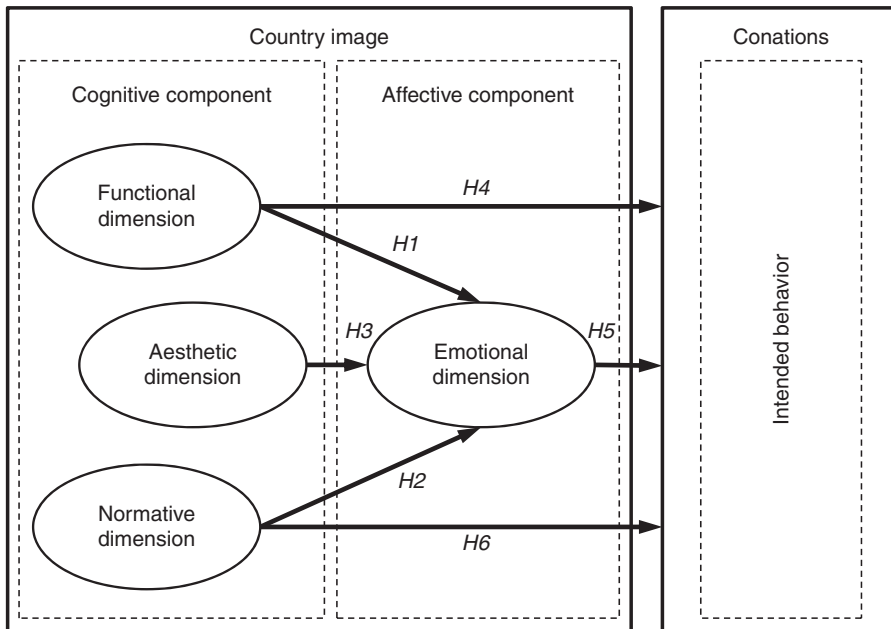 Country image
Conations
Cognitive component
Affective component
Functional
dimension
H4
H1
Aesthetic
dimension
H3
Emotional
dimension
H5
Intended behavior
Normative
dimension
H2
H6